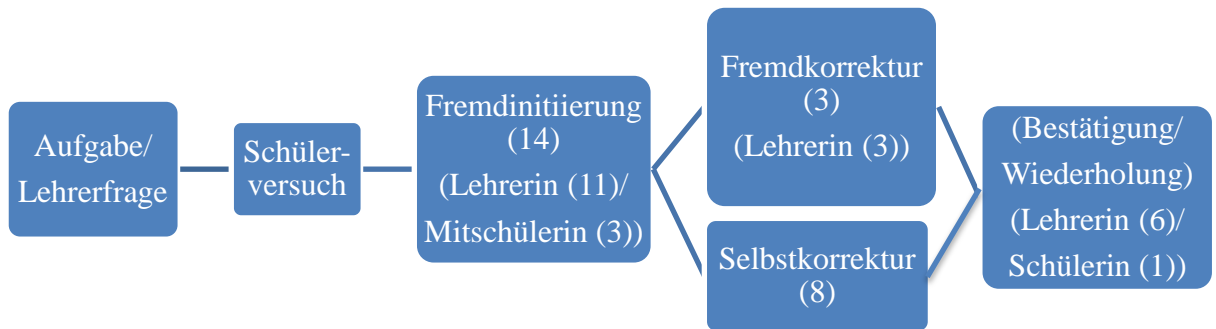 Aufgabe/
Lehrerfrage
Schüler-
versuch
Fremdinitiierung
(14)
(Lehrerin (11)/
Mitschülerin (3))
Fremdkorrektur
(3)
(Lehrerin (3))
Selbstkorrektur
(8)
(Bestätigung/
Wiederholung)
(Lehrerin (6)/
Schülerin (1))